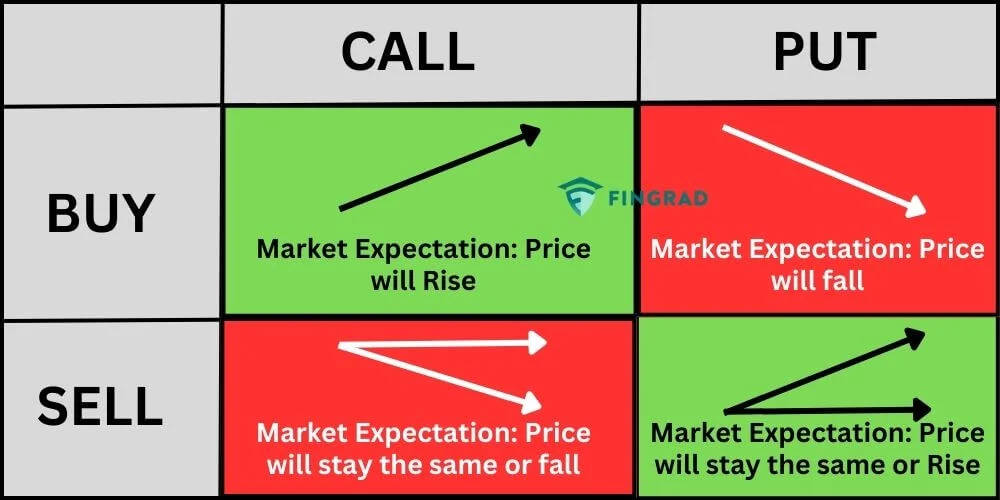 CALL
PUT
BUY
Market Expectation: Price
will Rise
FINGRAD
Market Expectation: Price
will fall
SELL
Market Expectation: Price
will stay the same or fall
Market Expectation: Price
will stay the same or Rise